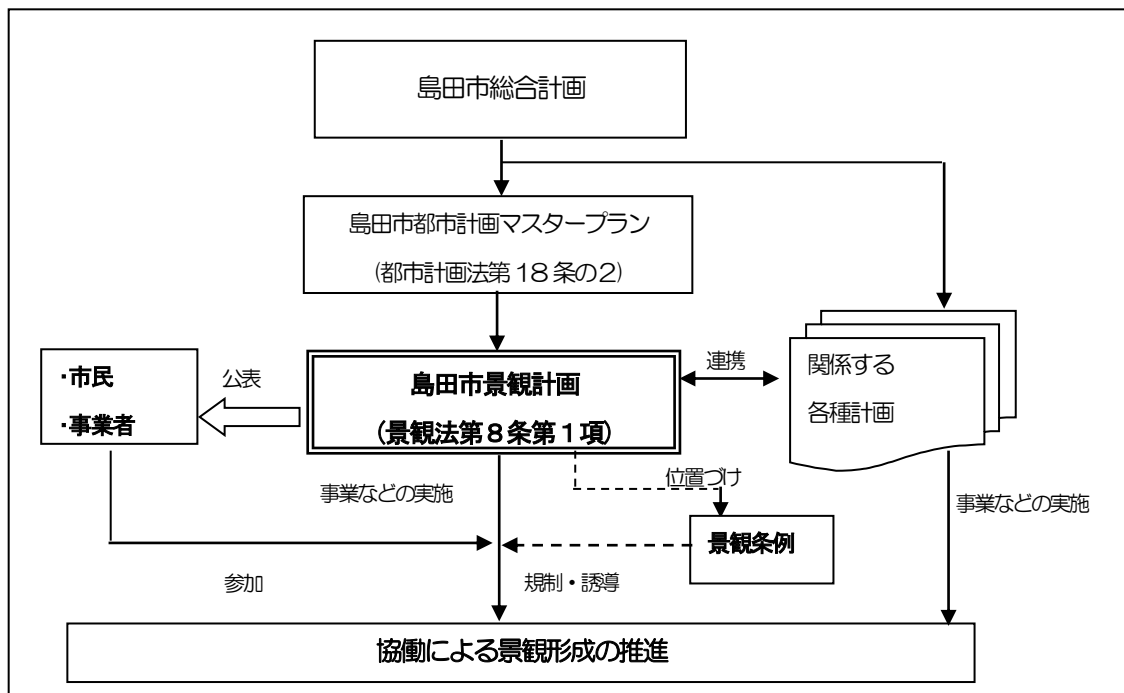 島田市総合計画
島田市都市計画マスタープラン
(都市計画法第18条の2)
・市民
・事業者
公表
島田市景観計画
(景観法第8条第1項)
連携
関係する
各種計画
事業などの実施
位置づけ
事業などの実施
景観条例
参加
規制・誘導
協働による景観形成の推進